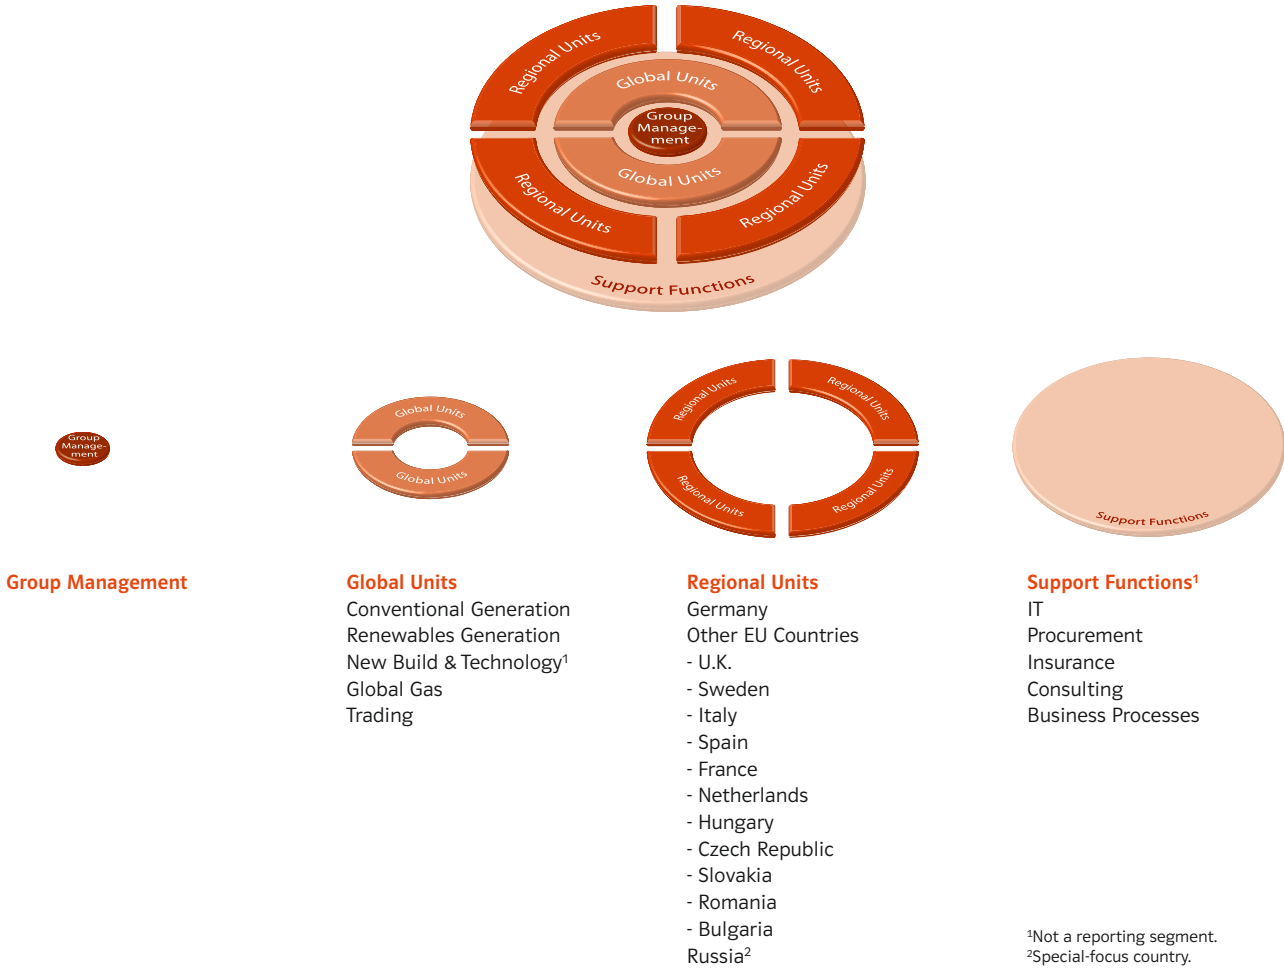 Regional Units
Regional Units
Global Units
Group
Manage-
ment
Global Units
Regional Units
Regional Units
Support Functions
Group
Manage-
ment
Global Units
Global Units
Regional Units
Regional Units
Regional Units
Regional Units
Support Functions
Group Management
Global Units
Conventional Generation
Renewables Generation
New Build & Technology¹
Global Gas
Trading
Regional Units
Germany
Other EU Countries
- U.K.
- Sweden
- Italy
- Spain
- France
- Netherlands
- Hungary
- Czech Republic
- Slovakia
- Romania
- Bulgaria
Russia²
Support Functions¹
IT
Procurement
Insurance
Consulting
Business Processes
¹Not a reporting segment.
²Special-focus country.